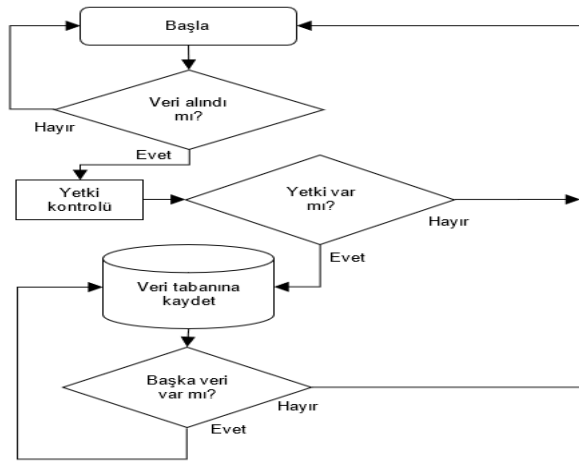 Başla
Veri alındı
mı?
Hayır
Evet
Yetki
kontrolü
Yetki var
mı?
Hayır
Evet
Veri tabanına
kaydet
Başka veri
var mı?
Hayır
Evet